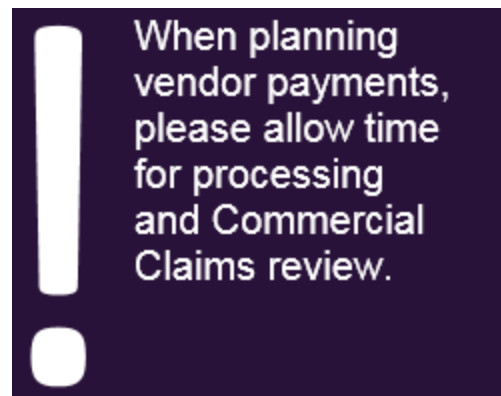 When planning
vendor payments,
please allow time
for processing
and Commercial
Claims review.